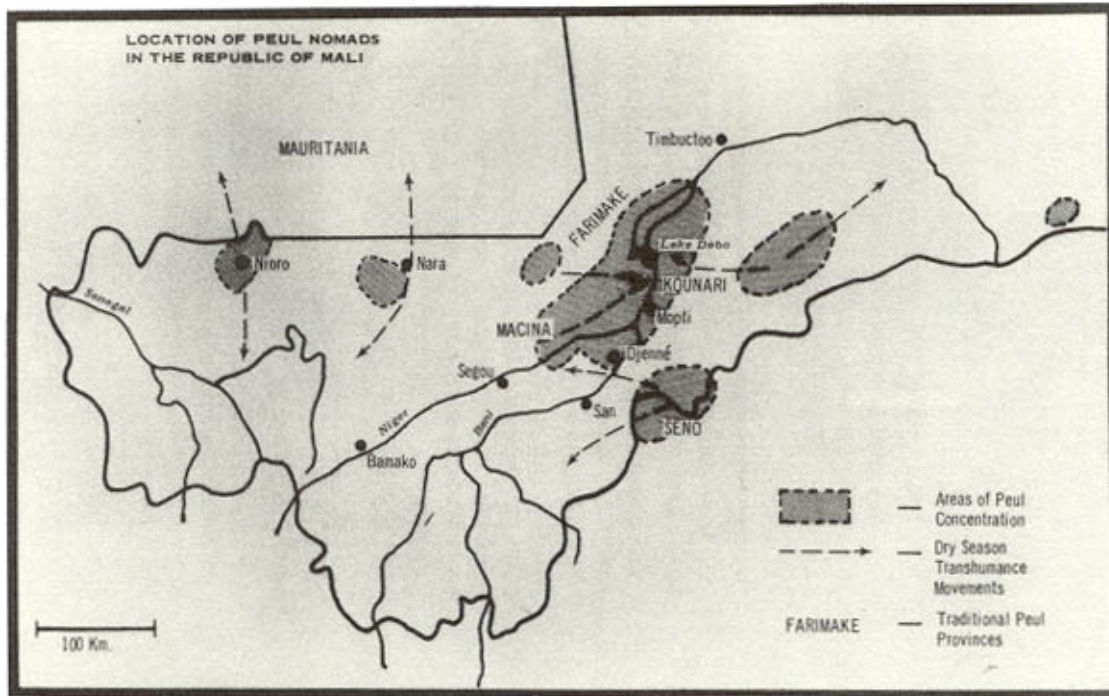 LOCATION OF PEUL NOMADS
IN THE REPUBLIC OF MALI
MAURITANIA
Timbuctoo
FARIMAKE
Lake Debo
Nioro
Nara
KOUNARI
Senegal
MACINA
Mopti
Djenné
Segou
San
SENO
Niger
Bani
Bamako
Areas of Peul
Concentration
Dry Season
Transhumance
Movements
FARIMAKE
Traditional Peul
Provinces
100 Km.